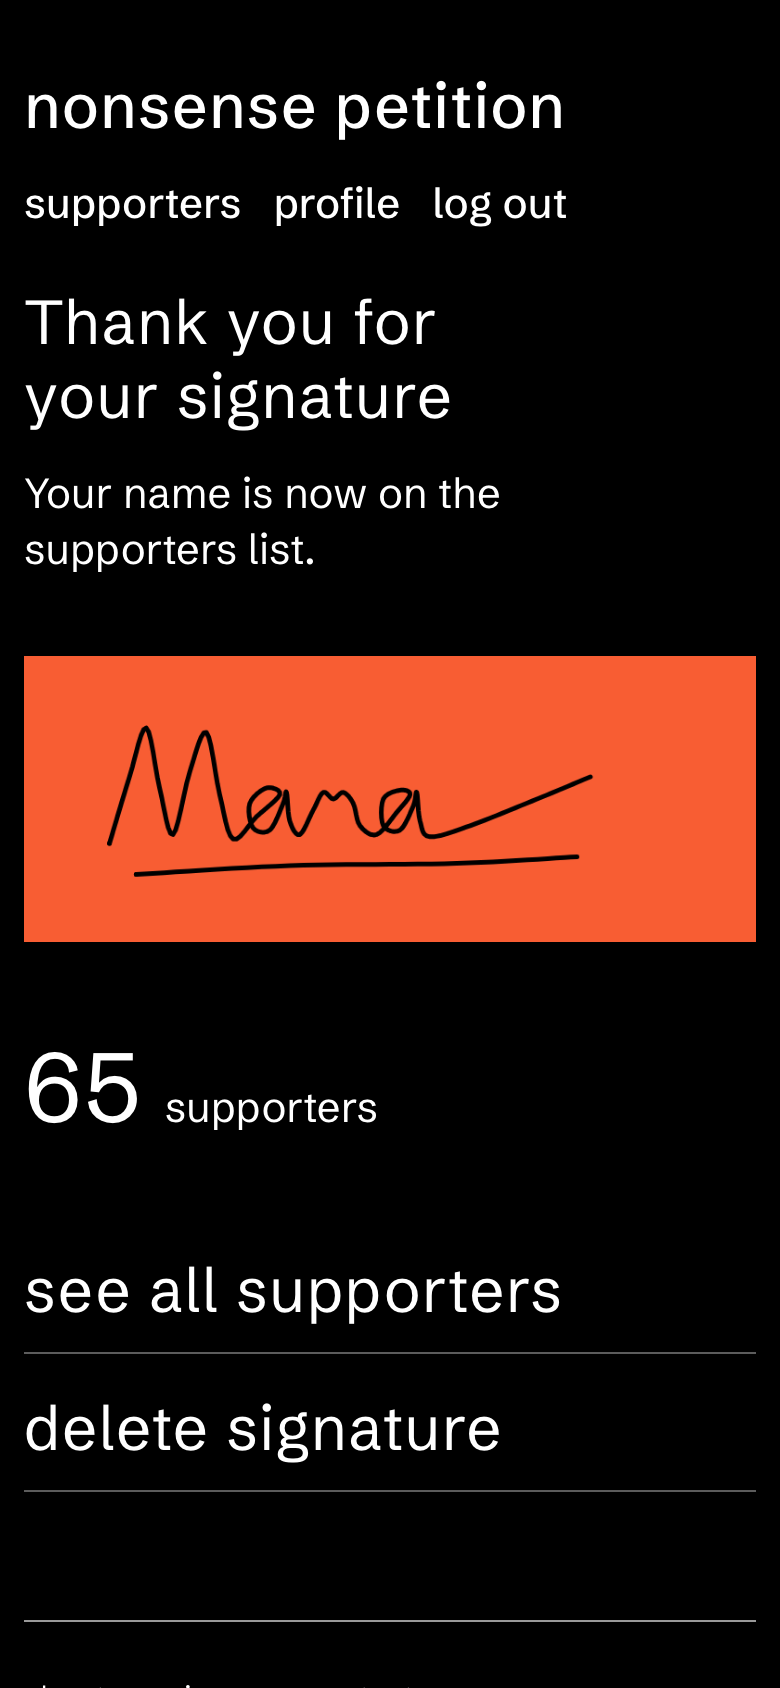 nonsense petition
supporters profile log out
Thank you for
your signature
Your name is now on the
supporters list.
Mana
65 supporters
see all supporters
delete signature